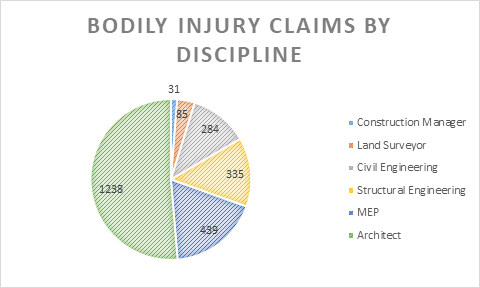 BODILY INJURY CLAIMS BY
DISCIPLINE
31
85
284
335
439
1238
Construction Manager
Land Surveyor
Civil Engineering
Structural Engineering
MEP
Architect